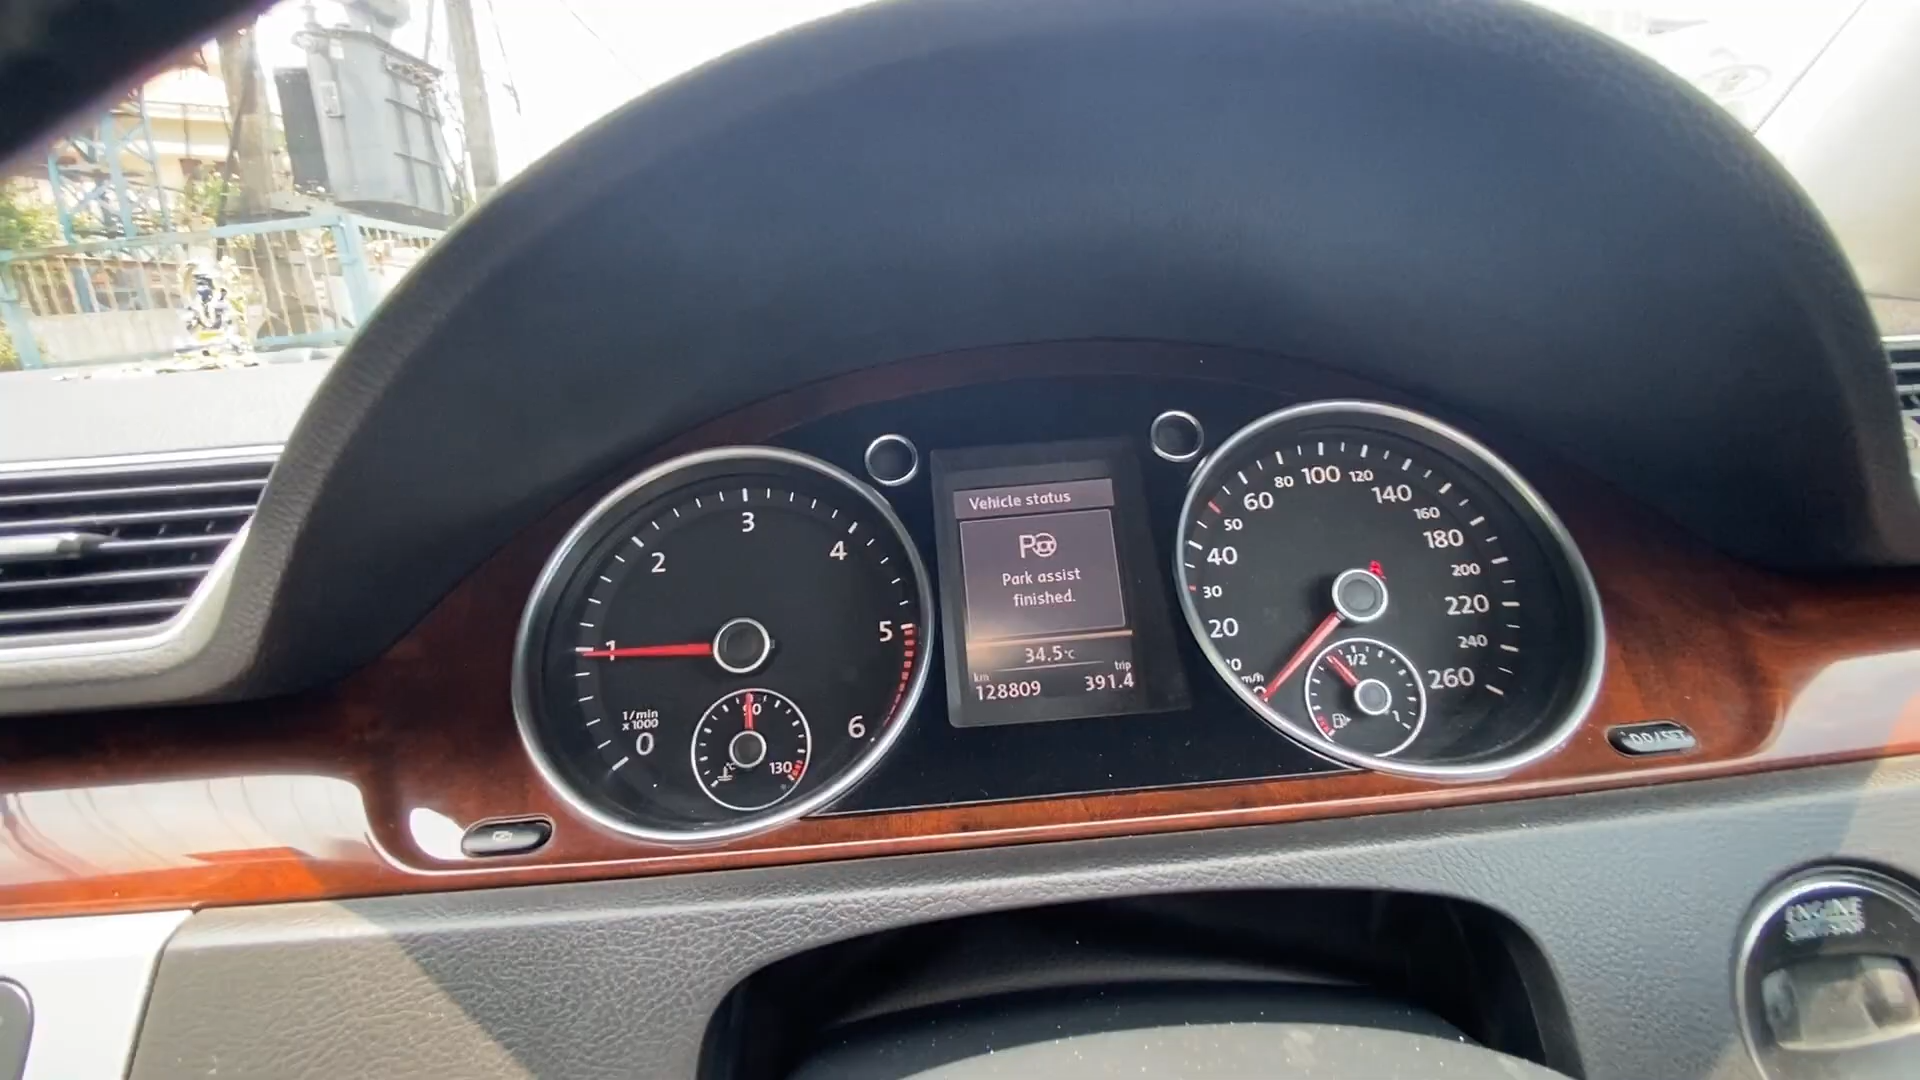 1
2
3
4
5
6
0
1/min
x1000
90
130
°C
Vehicle status
Park assist
finished.
34.5°C
km
128809
trip
391.4
20
30
40
50
60
80
100
120
140
160
180
200
220
240
260
1/2
1
ENGINE